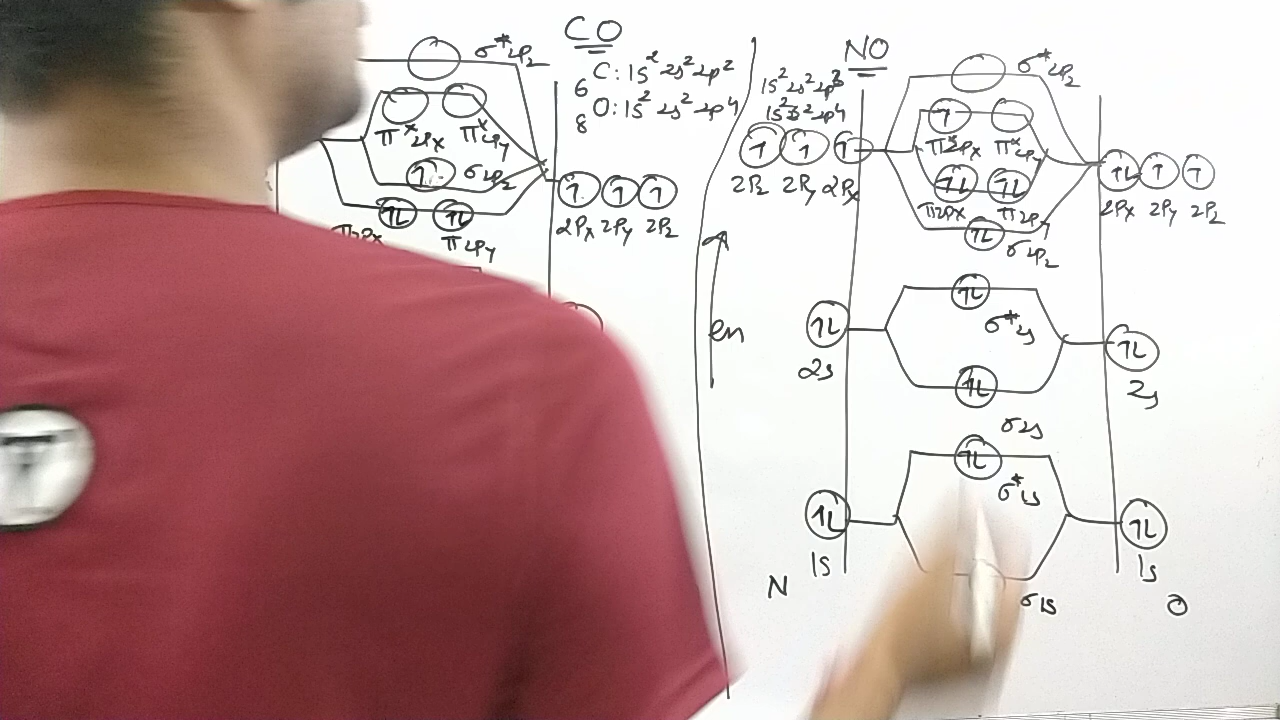 CO
σ*2Pz
C: 1s² 2s² 2p²
6
O: 1s² 2s² 2p⁴
8
π*2Px π*2Py
σ2Pz
2Px 2Py 2Pz
π2Px π2Py
NO
1s² 2s² 2p³
2p⁴
σ*2Pz
2Pz 2Py 2Px
π*2Px π*2Py
π2Px π2Py
σ2Pz
2Px 2Py 2Pz
en
σ*2s
2s 2s
σ2s
σ*1s
1s 1s
σ1s
N O
T